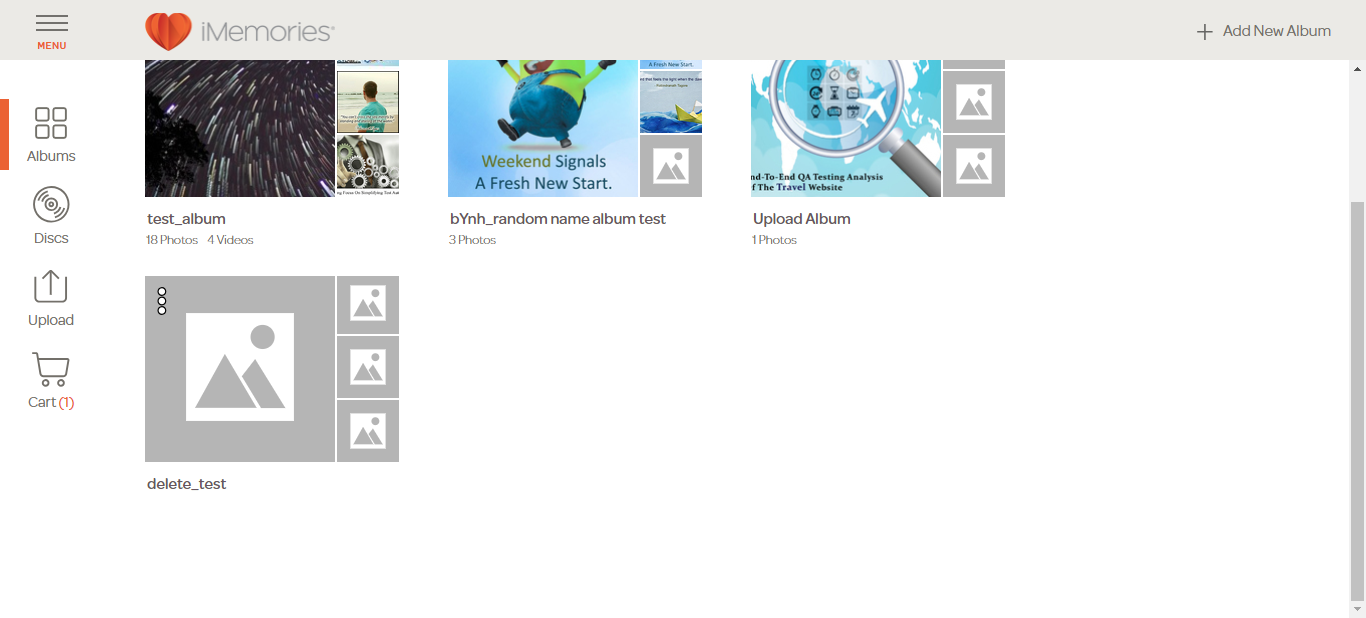 MENU
iMemories
Add New Album
Albums
Discs
Upload
Cart (1)
Weekend Signals
A Fresh New Start.
A Fresh New Start.
nd-To-End QA Testing Analysis
f The Travel Website
test_album
18 Photos 4 Videos
bYnh_random name album test
3 Photos
Upload Album
1 Photos
delete_test